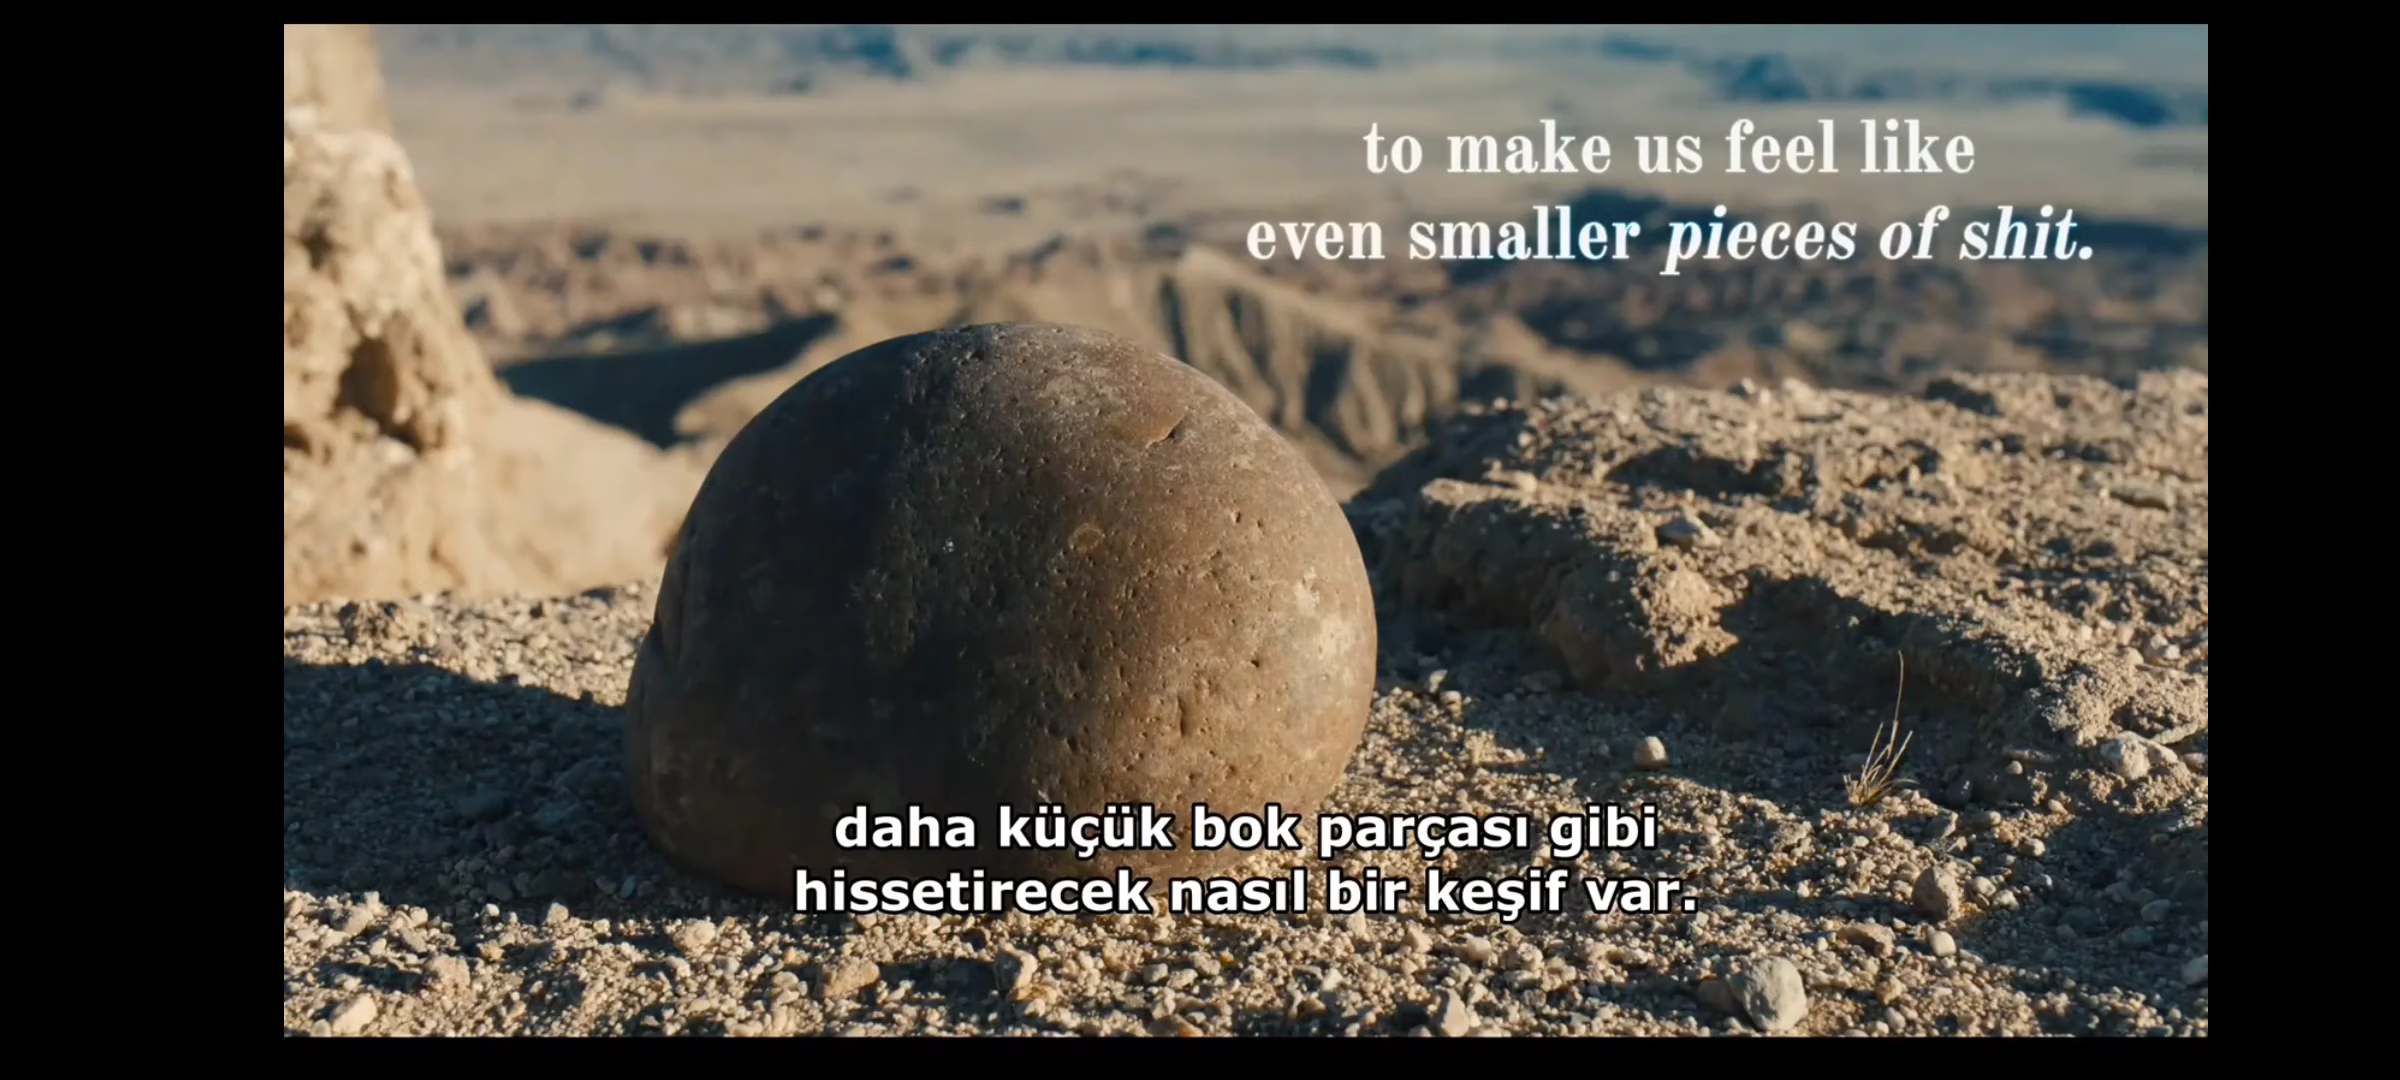 to make us feel like
even smaller pieces of shit.
daha küçük bok parçası gibi
hissetirecek nasıl bir keşif var.